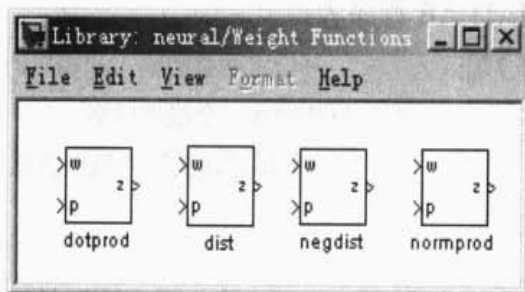 Library: neural/Weight Functions
File Edit View Format Help
w p z w p z w p z w p z
dotprod dist negdist normprod